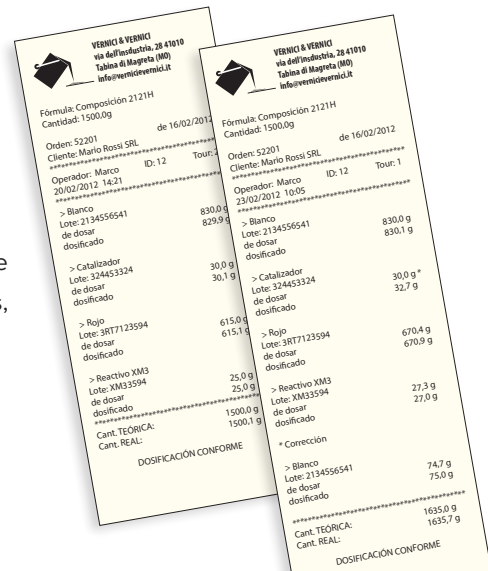 e
s,
VERNICI & VERNICI
via dell'insdustria, 28 41010
Tabina di Magreta (MO)
info@vernicievernici.it
Fórmula: Composición 2121H
Cantidad: 1500,0g
Orden: 52201 de 16/02/2012
Cliente: Mario Rossi SRL
****************************************
Operador: Marco ID: 12 Tour:
20/02/2012 14:21
****************************************
> Blanco
Lote: 2134556541
de dosar 830,0 g
dosificado 829,9 g
> Catalizador
Lote: 324453324
de dosar 30,0 g
dosificado 30,1 g
> Rojo
Lote: 3RT7123594
de dosar 615,0 g
dosificado 615,1 g
> Reactivo XM3
Lote: XM33594
de dosar 25,0 g
dosificado 25,0 g
****************************************
Cant. TEÓRICA: 1500,0 g
Cant. REAL: 1500,1 g
DOSIFICACIÓN CONFORME
VERNICI & VERNICI
via dell'insdustria, 28 41010
Tabina di Magreta (MO)
info@vernicievernici.it
Fórmula: Composición 2121H
Cantidad: 1500,0g
Orden: 52201 de 16/02/2012
Cliente: Mario Rossi SRL
****************************************
Operador: Marco ID: 12 Tour: 1
23/02/2012 10:05
****************************************
> Blanco
Lote: 2134556541
de dosar 830,0 g
dosificado 830,1 g
> Catalizador
Lote: 324453324
de dosar 30,0 g *
dosificado 32,7 g
> Rojo
Lote: 3RT7123594
de dosar 670,4 g
dosificado 670,9 g
> Reactivo XM3
Lote: XM33594
de dosar 27,3 g
dosificado 27,0 g
* Corrección
> Blanco
Lote: 2134556541
de dosar 74,7 g
dosificado 75,0 g
****************************************
Cant. TEÓRICA: 1635,0 g
Cant. REAL: 1635,7 g
DOSIFICACIÓN CONFORME